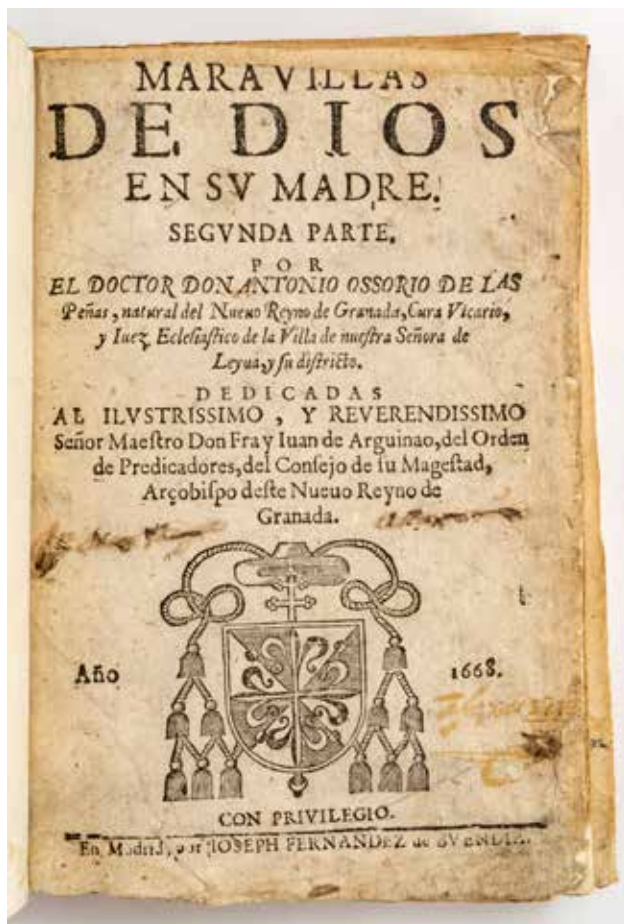 MARAVILLAS
DE DIOS
EN SV MADRE.
SEGVNDA PARTE.
POR
EL DOCTOR DON ANTONIO OSSORIO DE LAS
Peñas, natural del Nueuo Reyno de Granada, Cura Vicario,
y Iuez Eclesiastico de la Villa de nuestra Señora de
Leyua, y su districto.
DEDICADAS
AL ILVSTRISSIMO, Y REVERENDISSIMO
Señor Maestro Don Fray Iuan de Arguinao, del Orden
de Predicadores, del Consejo de su Magestad,
Arçobispo deste Nueuo Reyno de
Granada.
Año 1668.
CON PRIVILEGIO.
En Madrid, por IOSEPH FERNANDEZ de BVENDIA.